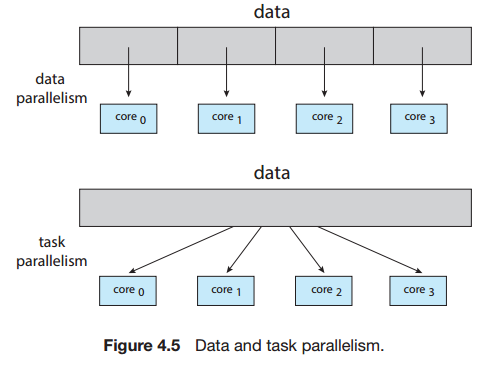 data
data
parallelism
core 0
core 1
core 2
core 3
data
task
parallelism
core 0
core 1
core 2
core 3
Figure 4.5 Data and task parallelism.